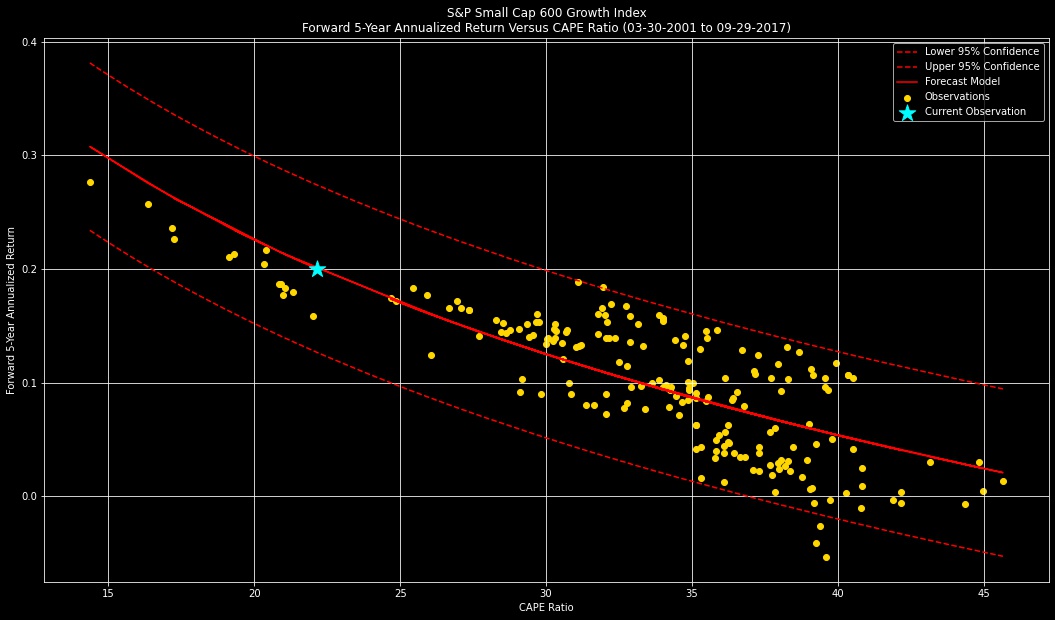 S&P Small Cap 600 Growth Index
Forward 5-Year Annualized Return Versus CAPE Ratio (03-30-2001 to 09-29-2017)
Lower 95% Confidence
Upper 95% Confidence
Forecast Model
Observations
Current Observation
Forward 5-Year Annualized Return
0.4
0.3
0.2
0.1
0.0
15 20 25 30 35 40 45
CAPE Ratio